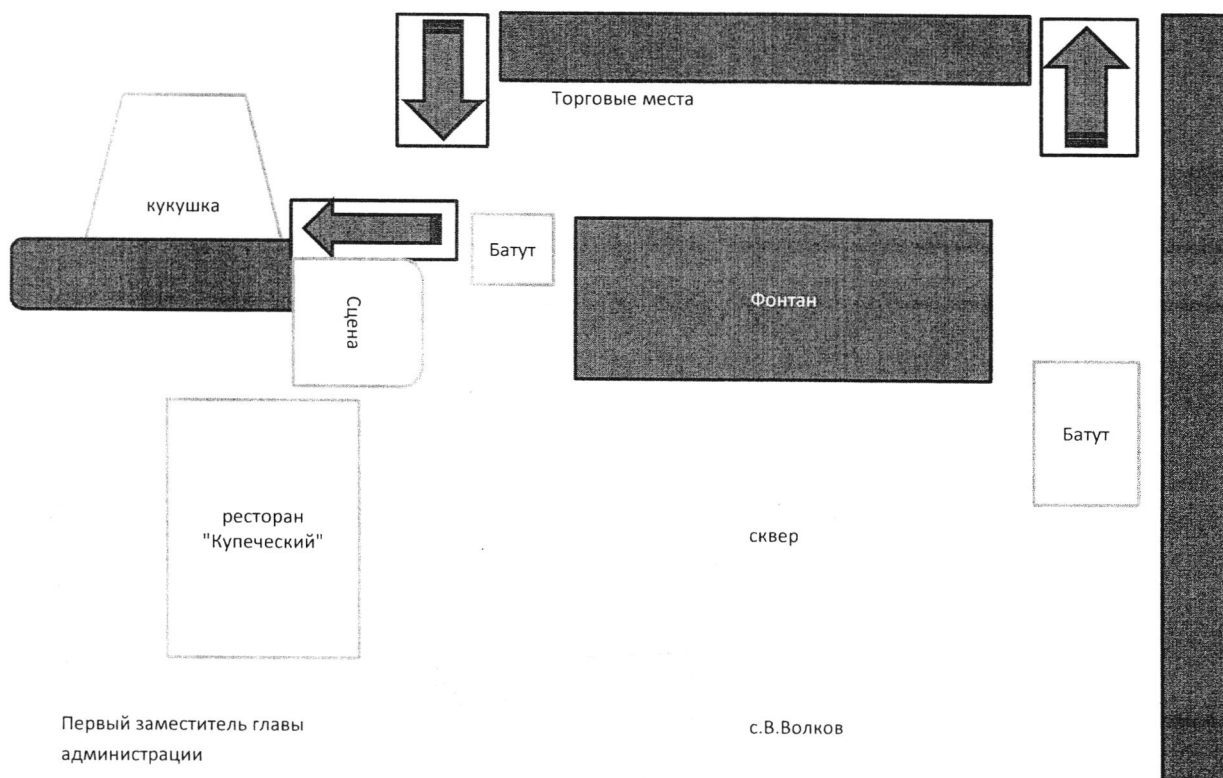 Торговые места
кукушка
Батут
Сцена
Фонтан
Батут
ресторан
"Купеческий"
сквер
Первый заместитель главы
администрации
с.В.Волков